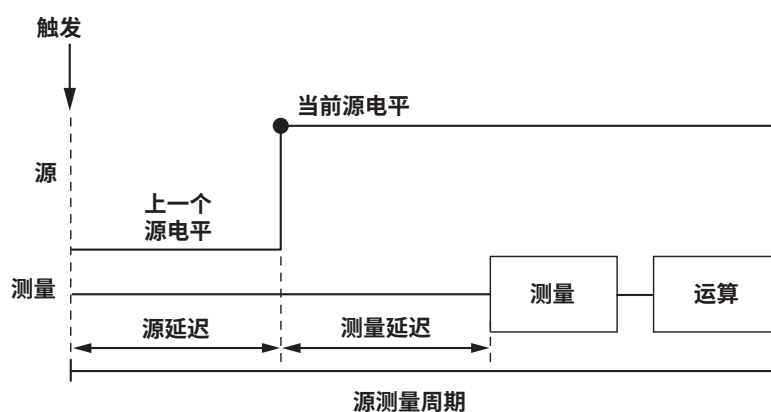 触发
当前源电平
源
上一个
源电平
测量
测量
运算
源延迟
测量延迟
源测量周期